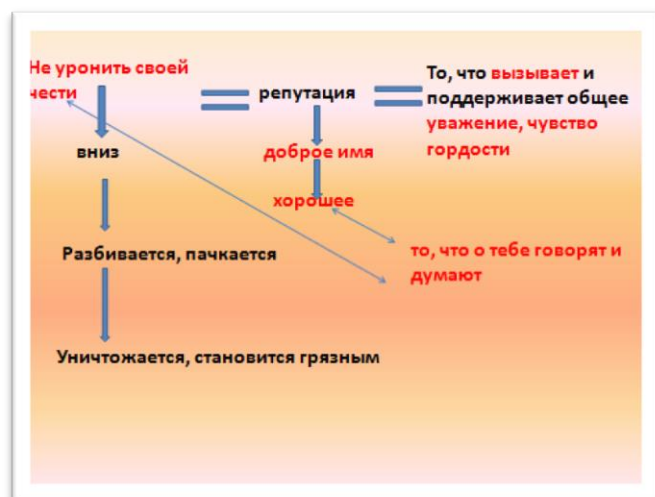 Не уронить своей
чести
репутация
То, что вызывает и
поддерживает общее
уважение, чувство
гордости
вниз
доброе имя
хорошее
Разбивается, пачкается
то, что о тебе говорят и
думают
Уничтожается, становится грязным